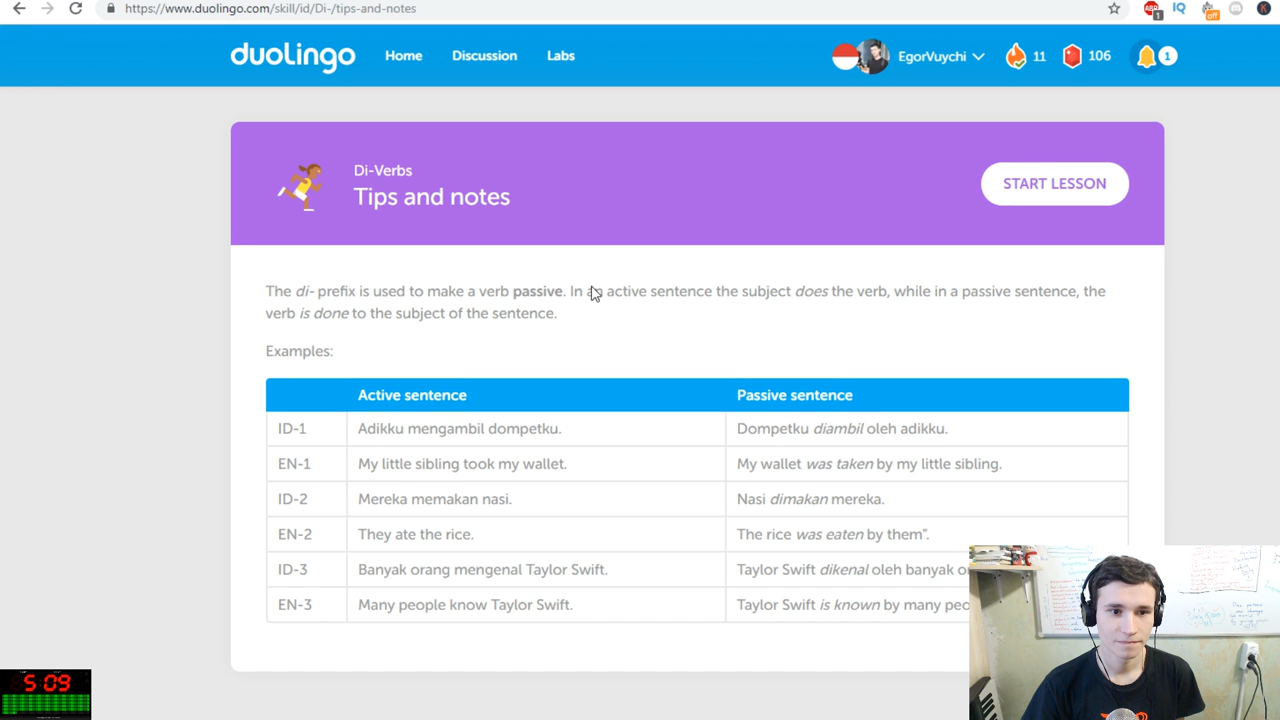 https://www.duolingo.com/skill/id/Di-/tips-and-notes
ABP
1
IQ
off
K
duolingo
Home
Discussion
Labs
EgorVuychi
11
106
1
Di-Verbs
Tips and notes
START LESSON
The di- prefix is used to make a verb passive. In an active sentence the subject does the verb, while in a passive sentence, the
verb is done to the subject of the sentence.
Examples:
Active sentence Passive sentence
ID-1 Adikku mengambil dompetku. Dompetku diambil oleh adikku.
EN-1 My little sibling took my wallet. My wallet was taken by my little sibling.
ID-2 Mereka memakan nasi. Nasi dimakan mereka.
EN-2 They ate the rice. The rice was eaten by them".
ID-3 Banyak orang mengenal Taylor Swift. Taylor Swift dikenal oleh banyak
EN-3 Many people know Taylor Swift. Taylor Swift is known by many
5 09